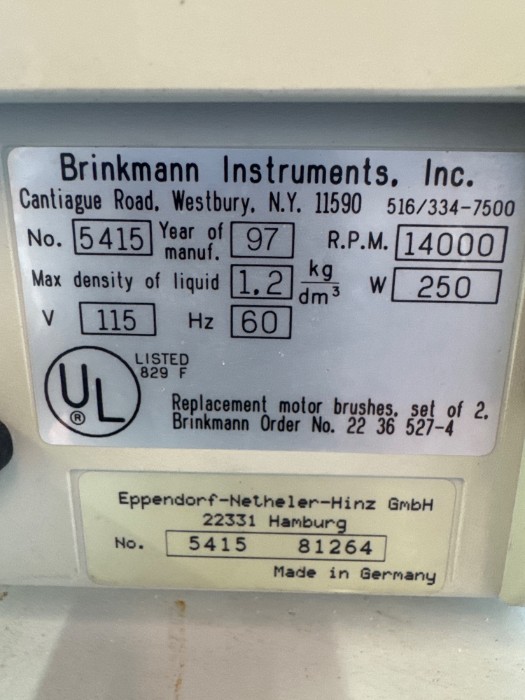 Brinkmann Instruments, Inc.
Cantiague Road, Westbury, N.Y. 11590 516/334-7500
No. 5415 Year of manuf. 97 R.P.M. 14000
Max density of liquid 1,2 kg/dm³ W 250
V 115 Hz 60
UL ®
LISTED
829 F
Replacement motor brushes, set of 2,
Brinkmann Order No. 22 36 527-4
Eppendorf-Netheler-Hinz GmbH
22331 Hamburg
No. 5415 81264
Made in Germany